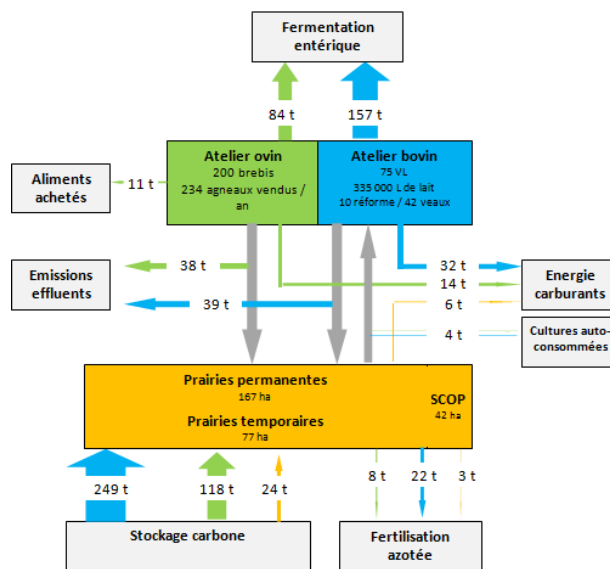 Fermentation
entérique
84 t
157 t
Atelier ovin
200 brebis
234 agneaux vendus /
an
Atelier bovin
75 VL
335 000 L de lait
10 réforme / 42 veaux
Aliments
achetés
11 t
Emissions
effluents
38 t
39 t
32 t
14 t
6 t
4 t
Energie
carburants
Cultures auto-
consommées
Prairies permanentes
167 ha
Prairies temporaires
77 ha
SCOP
42 ha
249 t
118 t
24 t
8 t
22 t
3 t
Stockage carbone
Fertilisation
azotée